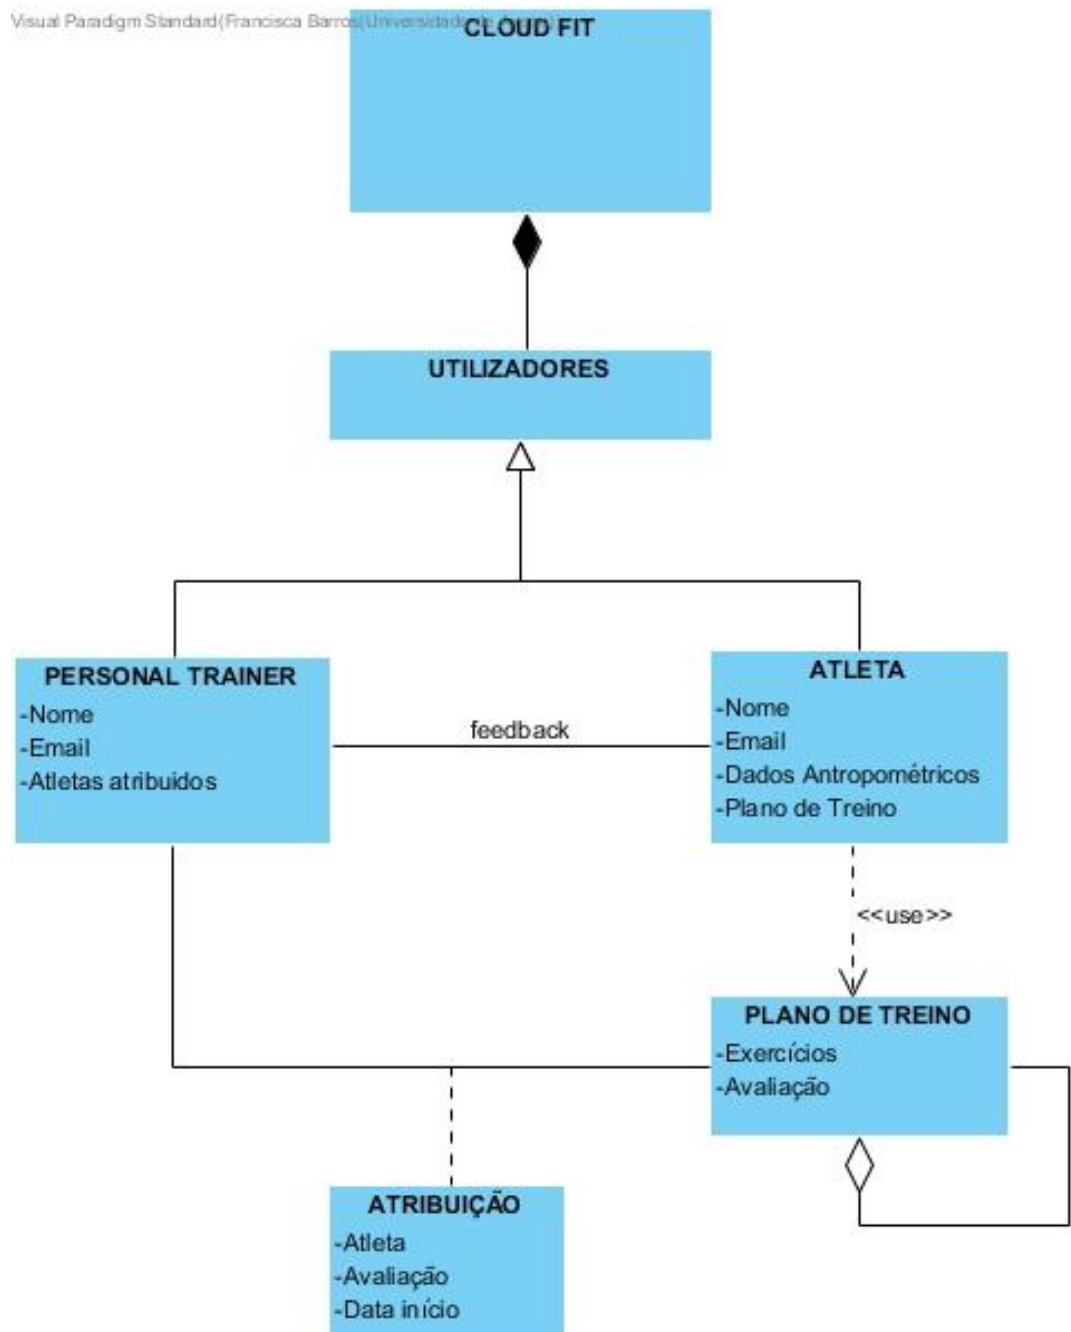 Visual Paradigm Standard(Francisca Barros(Universidade de
CLOUD FIT
UTILIZADORES
PERSONAL TRAINER
-Nome
-Email
-Atletas atribuidos
feedback
ATLETA
-Nome
-Email
-Dados Antropométricos
-Plano de Treino
<<use>>
PLANO DE TREINO
-Exercícios
-Avaliação
ATRIBUIÇÃO
-Atleta
-Avaliação
-Data início